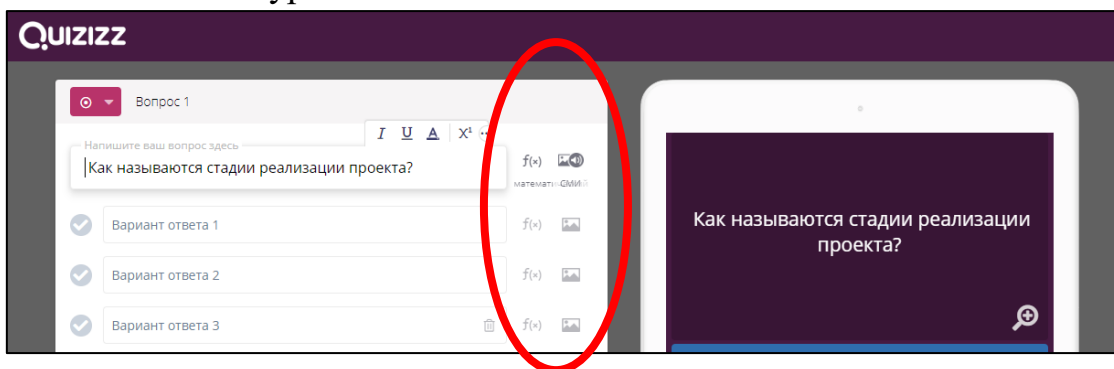 QUIZIZZ
Вопрос 1
I U A X¹
Напишите ваш вопрос здесь
Как называются стадии реализации проекта?
f(x)
СМИ
Вариант ответа 1
f(x)
Вариант ответа 2
f(x)
Вариант ответа 3
f(x)
Как называются стадии реализации
проекта?